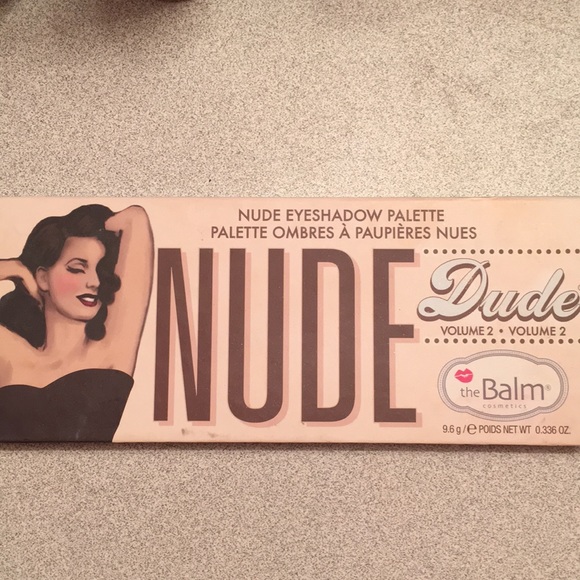 NUDE EYESHADOW PALETTE
PALETTE OMBRES À PAUPIÈRES NUES
NUDE
Dude
VOLUME 2 • VOLUME 2
theBalm®
cosmetics
9.6 g / ℮ POIDS NET WT 0.336 OZ.